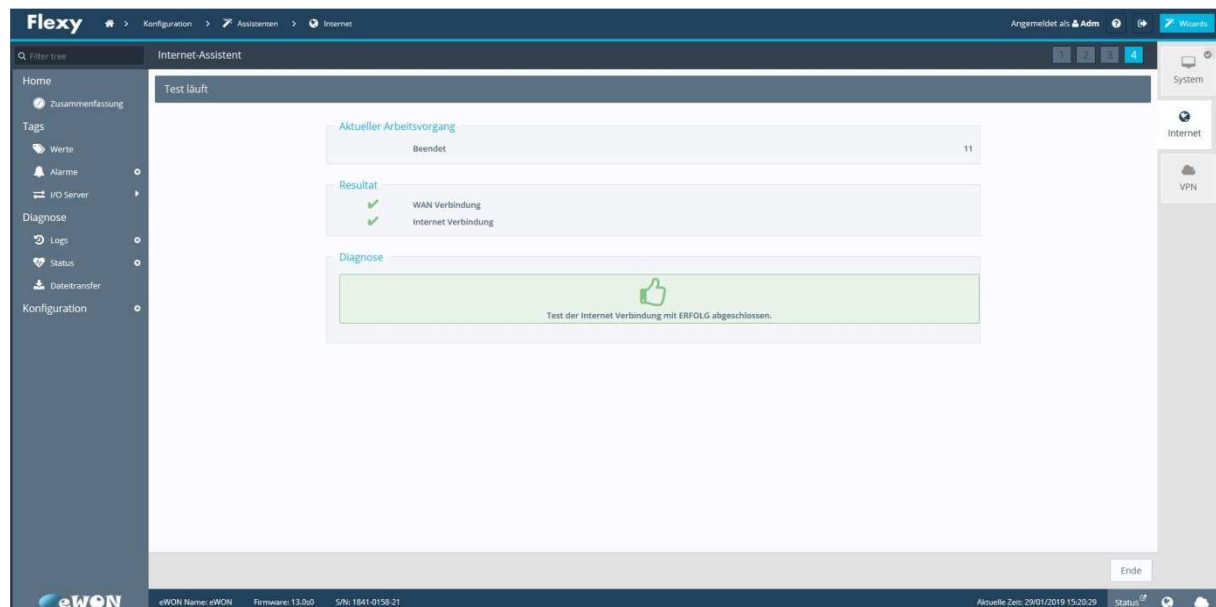 Flexy > Konfiguration > Assistenten > Internet Angemeldet als Adm Wizards
Filter tree
Internet-Assistent 1 2 3 4
System
Internet
VPN
Home
Zusammenfassung
Tags
Werte
Alarme
I/O Server
Diagnose
Logs
Status
Dateitransfer
Konfiguration
Test läuft
Aktueller Arbeitsvorgang
Beendet 11
Resultat
WAN Verbindung
Internet Verbindung
Diagnose
Test der Internet Verbindung mit ERFOLG abgeschlossen.
Ende
eWON eWON Name: eWON Firmware: 13.0s0 S/N: 1841-0158-21 Aktuelle Zeit: 29/01/2019 15:20:29 Status